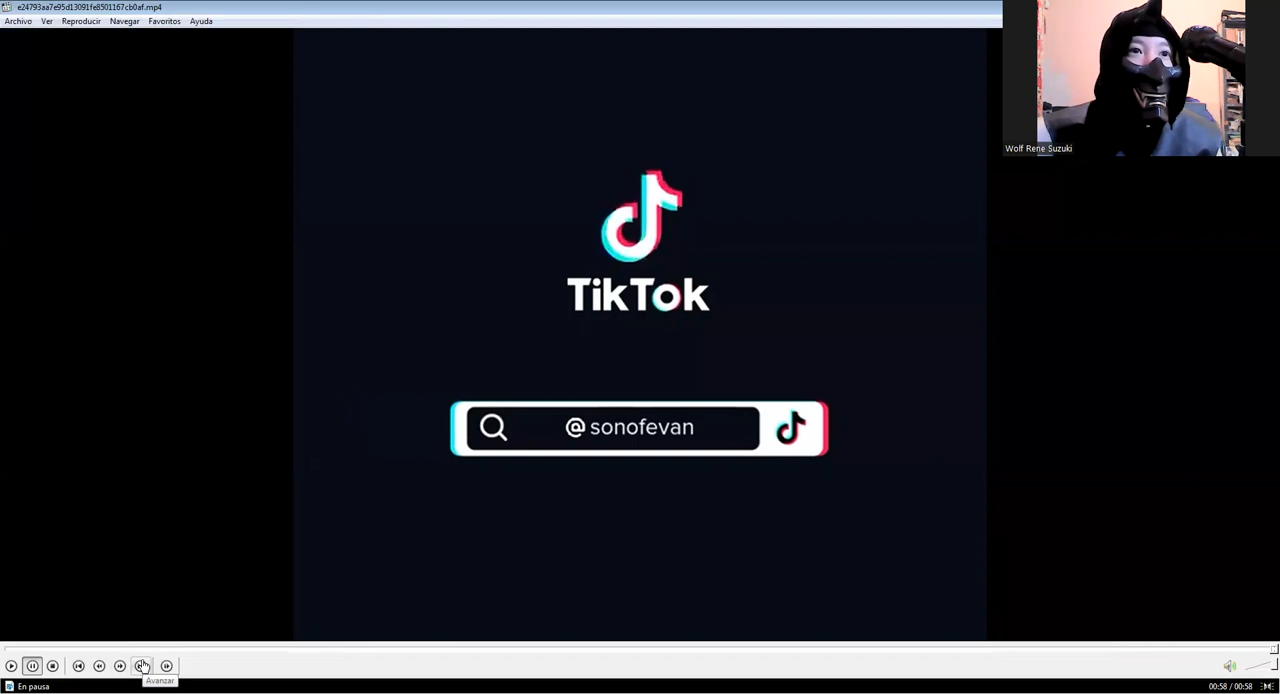 e24793aa7e95d13091fe8501167cb0af.mp4
Archivo Ver Reproducir Navegar Favoritos Ayuda
Wolf Rene Suzuki
TikTok
@sonofevan
Avanzar
En pausa
00:58 / 00:58